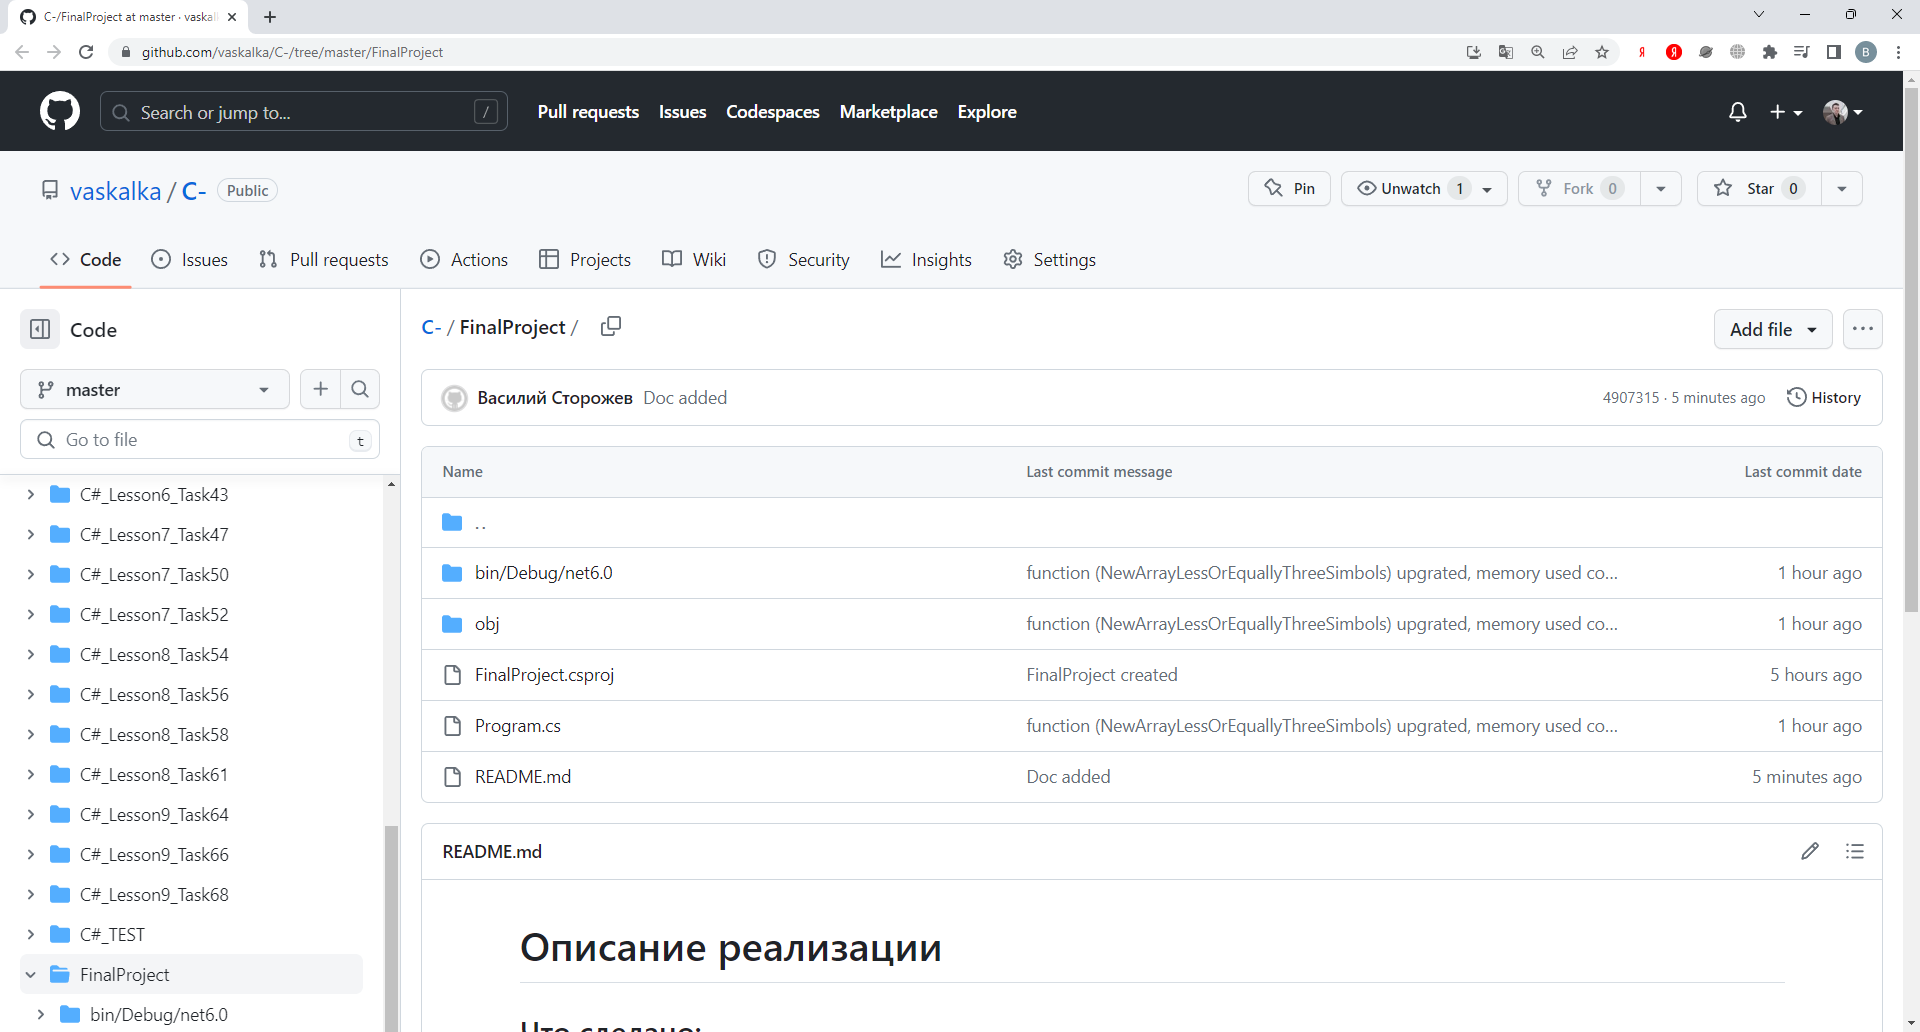 C-/FinalProject at master · vaskal
github.com/vaskalka/C-/tree/master/FinalProject
Я
Я
B
Search or jump to...
/
Pull requests
Issues
Codespaces
Marketplace
Explore
vaskalka / C-
Public
Pin
Unwatch 1
Fork 0
Star 0
Code
Issues
Pull requests
Actions
Projects
Wiki
Security
Insights
Settings
Code
master
Go to file
t
C#_Lesson6_Task43
C#_Lesson7_Task47
C#_Lesson7_Task50
C#_Lesson7_Task52
C#_Lesson8_Task54
C#_Lesson8_Task56
C#_Lesson8_Task58
C#_Lesson8_Task61
C#_Lesson9_Task64
C#_Lesson9_Task66
C#_Lesson9_Task68
C#_TEST
FinalProject
bin/Debug/net6.0
C- / FinalProject /
Add file
Василий Сторожев Doc added
4907315 · 5 minutes ago
History
Name Last commit message Last commit date
..
bin/Debug/net6.0 function (NewArrayLessOrEquallyThreeSimbols) upgrated, memory used co... 1 hour ago
obj function (NewArrayLessOrEquallyThreeSimbols) upgrated, memory used co... 1 hour ago
FinalProject.csproj FinalProject created 5 hours ago
Program.cs function (NewArrayLessOrEquallyThreeSimbols) upgrated, memory used co... 1 hour ago
README.md Doc added 5 minutes ago
README.md
Описание реализации
Что сделано: